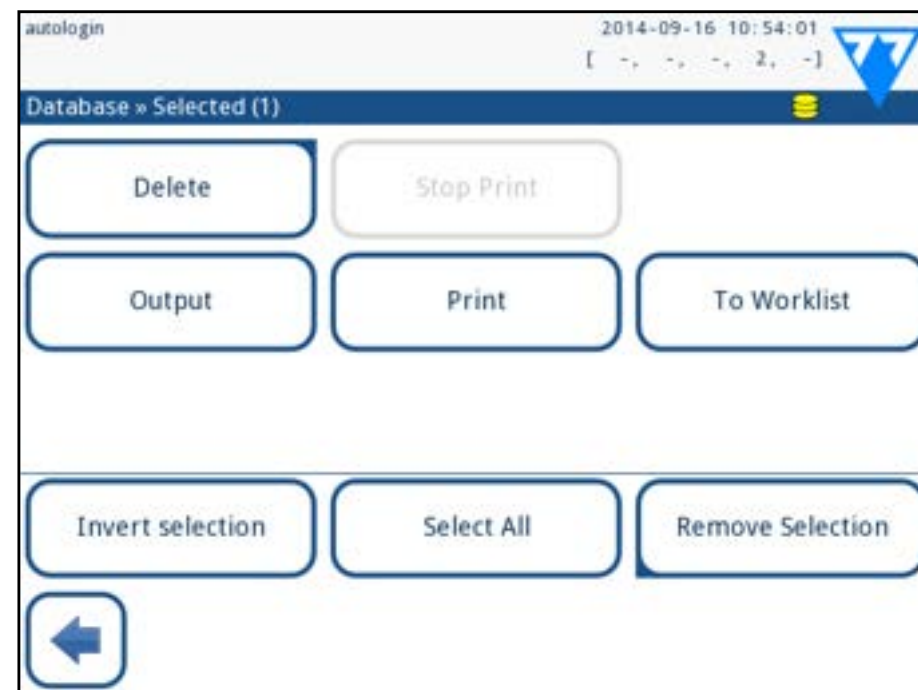 autologin 2014-09-16 10:54:01
[ -, -, -, 2, -]
Database » Selected (1)
Delete Stop Print
Output Print To Worklist
Invert selection Select All Remove Selection